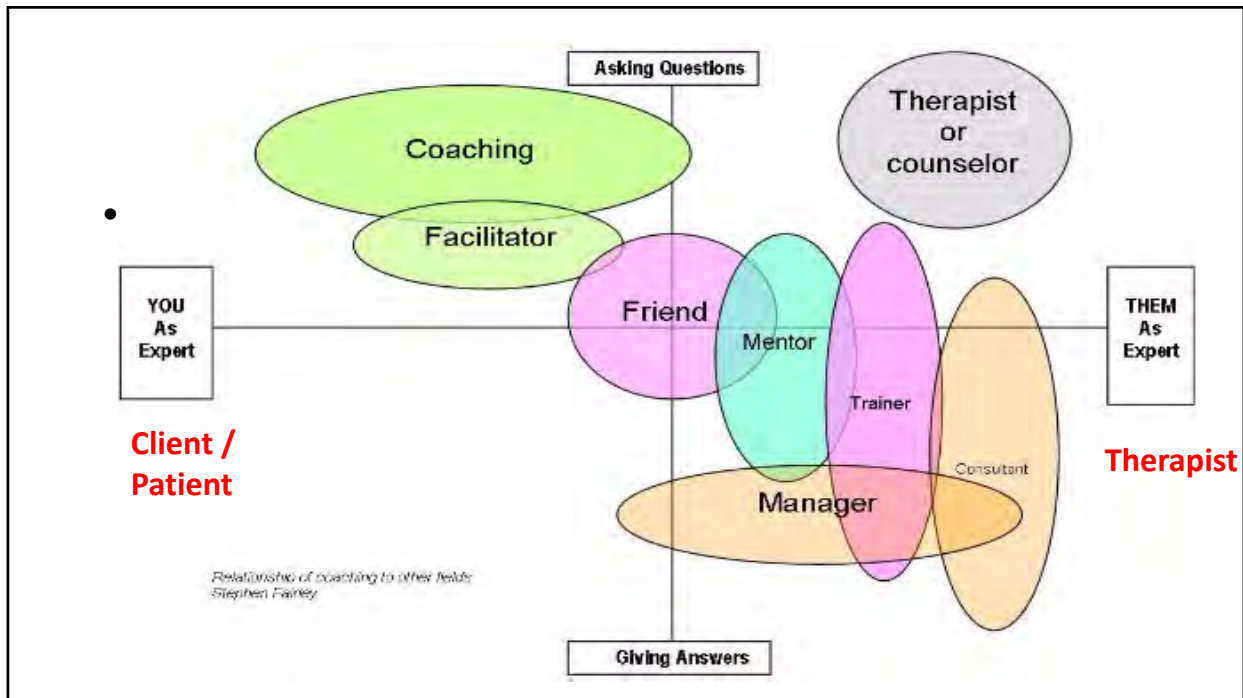 Asking Questions
Therapist
or
counselor
Coaching
•
Facilitator
YOU
As
Expert
Friend
Mentor
THEM
As
Expert
Trainer
Client /
Patient
Therapist
Consultant
Manager
Relationship of coaching to other fields
Stephen Fairley
Giving Answers